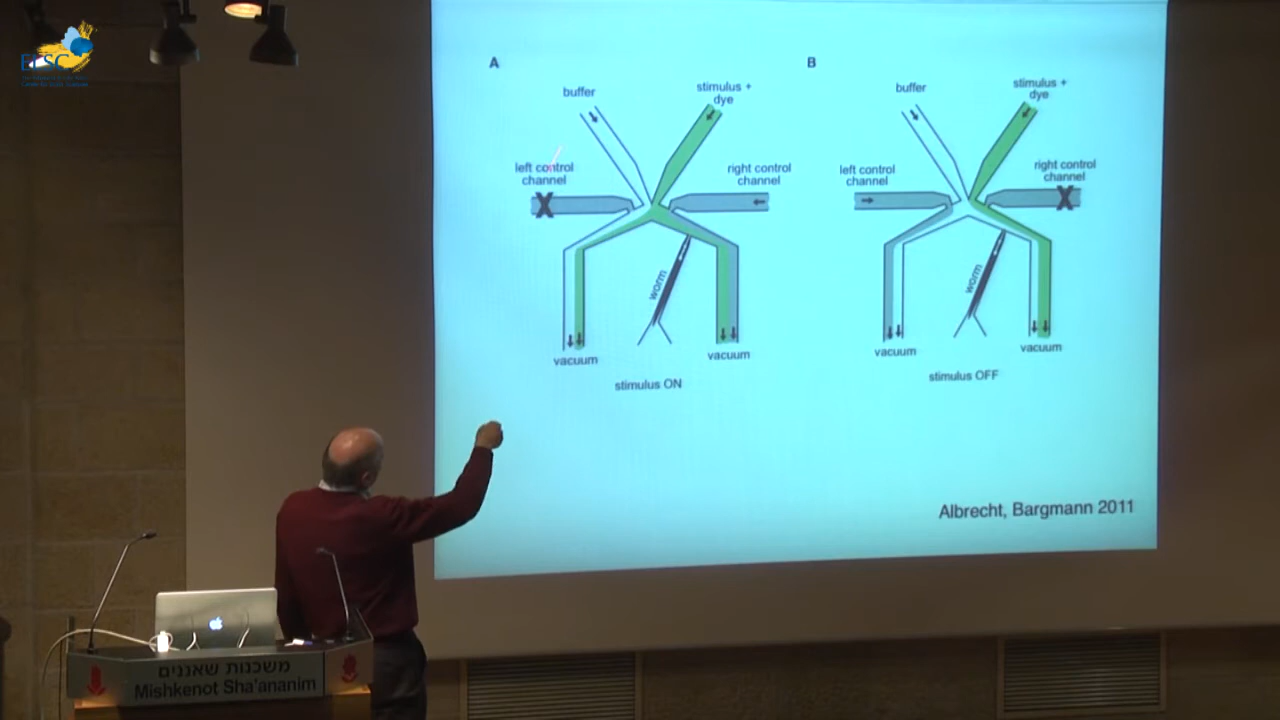 ELSC
A
B
buffer
stimulus +
dye
left control
channel
right control
channel
worm
vacuum
vacuum
stimulus ON
buffer
stimulus +
dye
left control
channel
right control
channel
worm
vacuum
vacuum
stimulus OFF
Albrecht, Bargmann 2011
משכנות שאננים
Mishkenot Sha'ananim